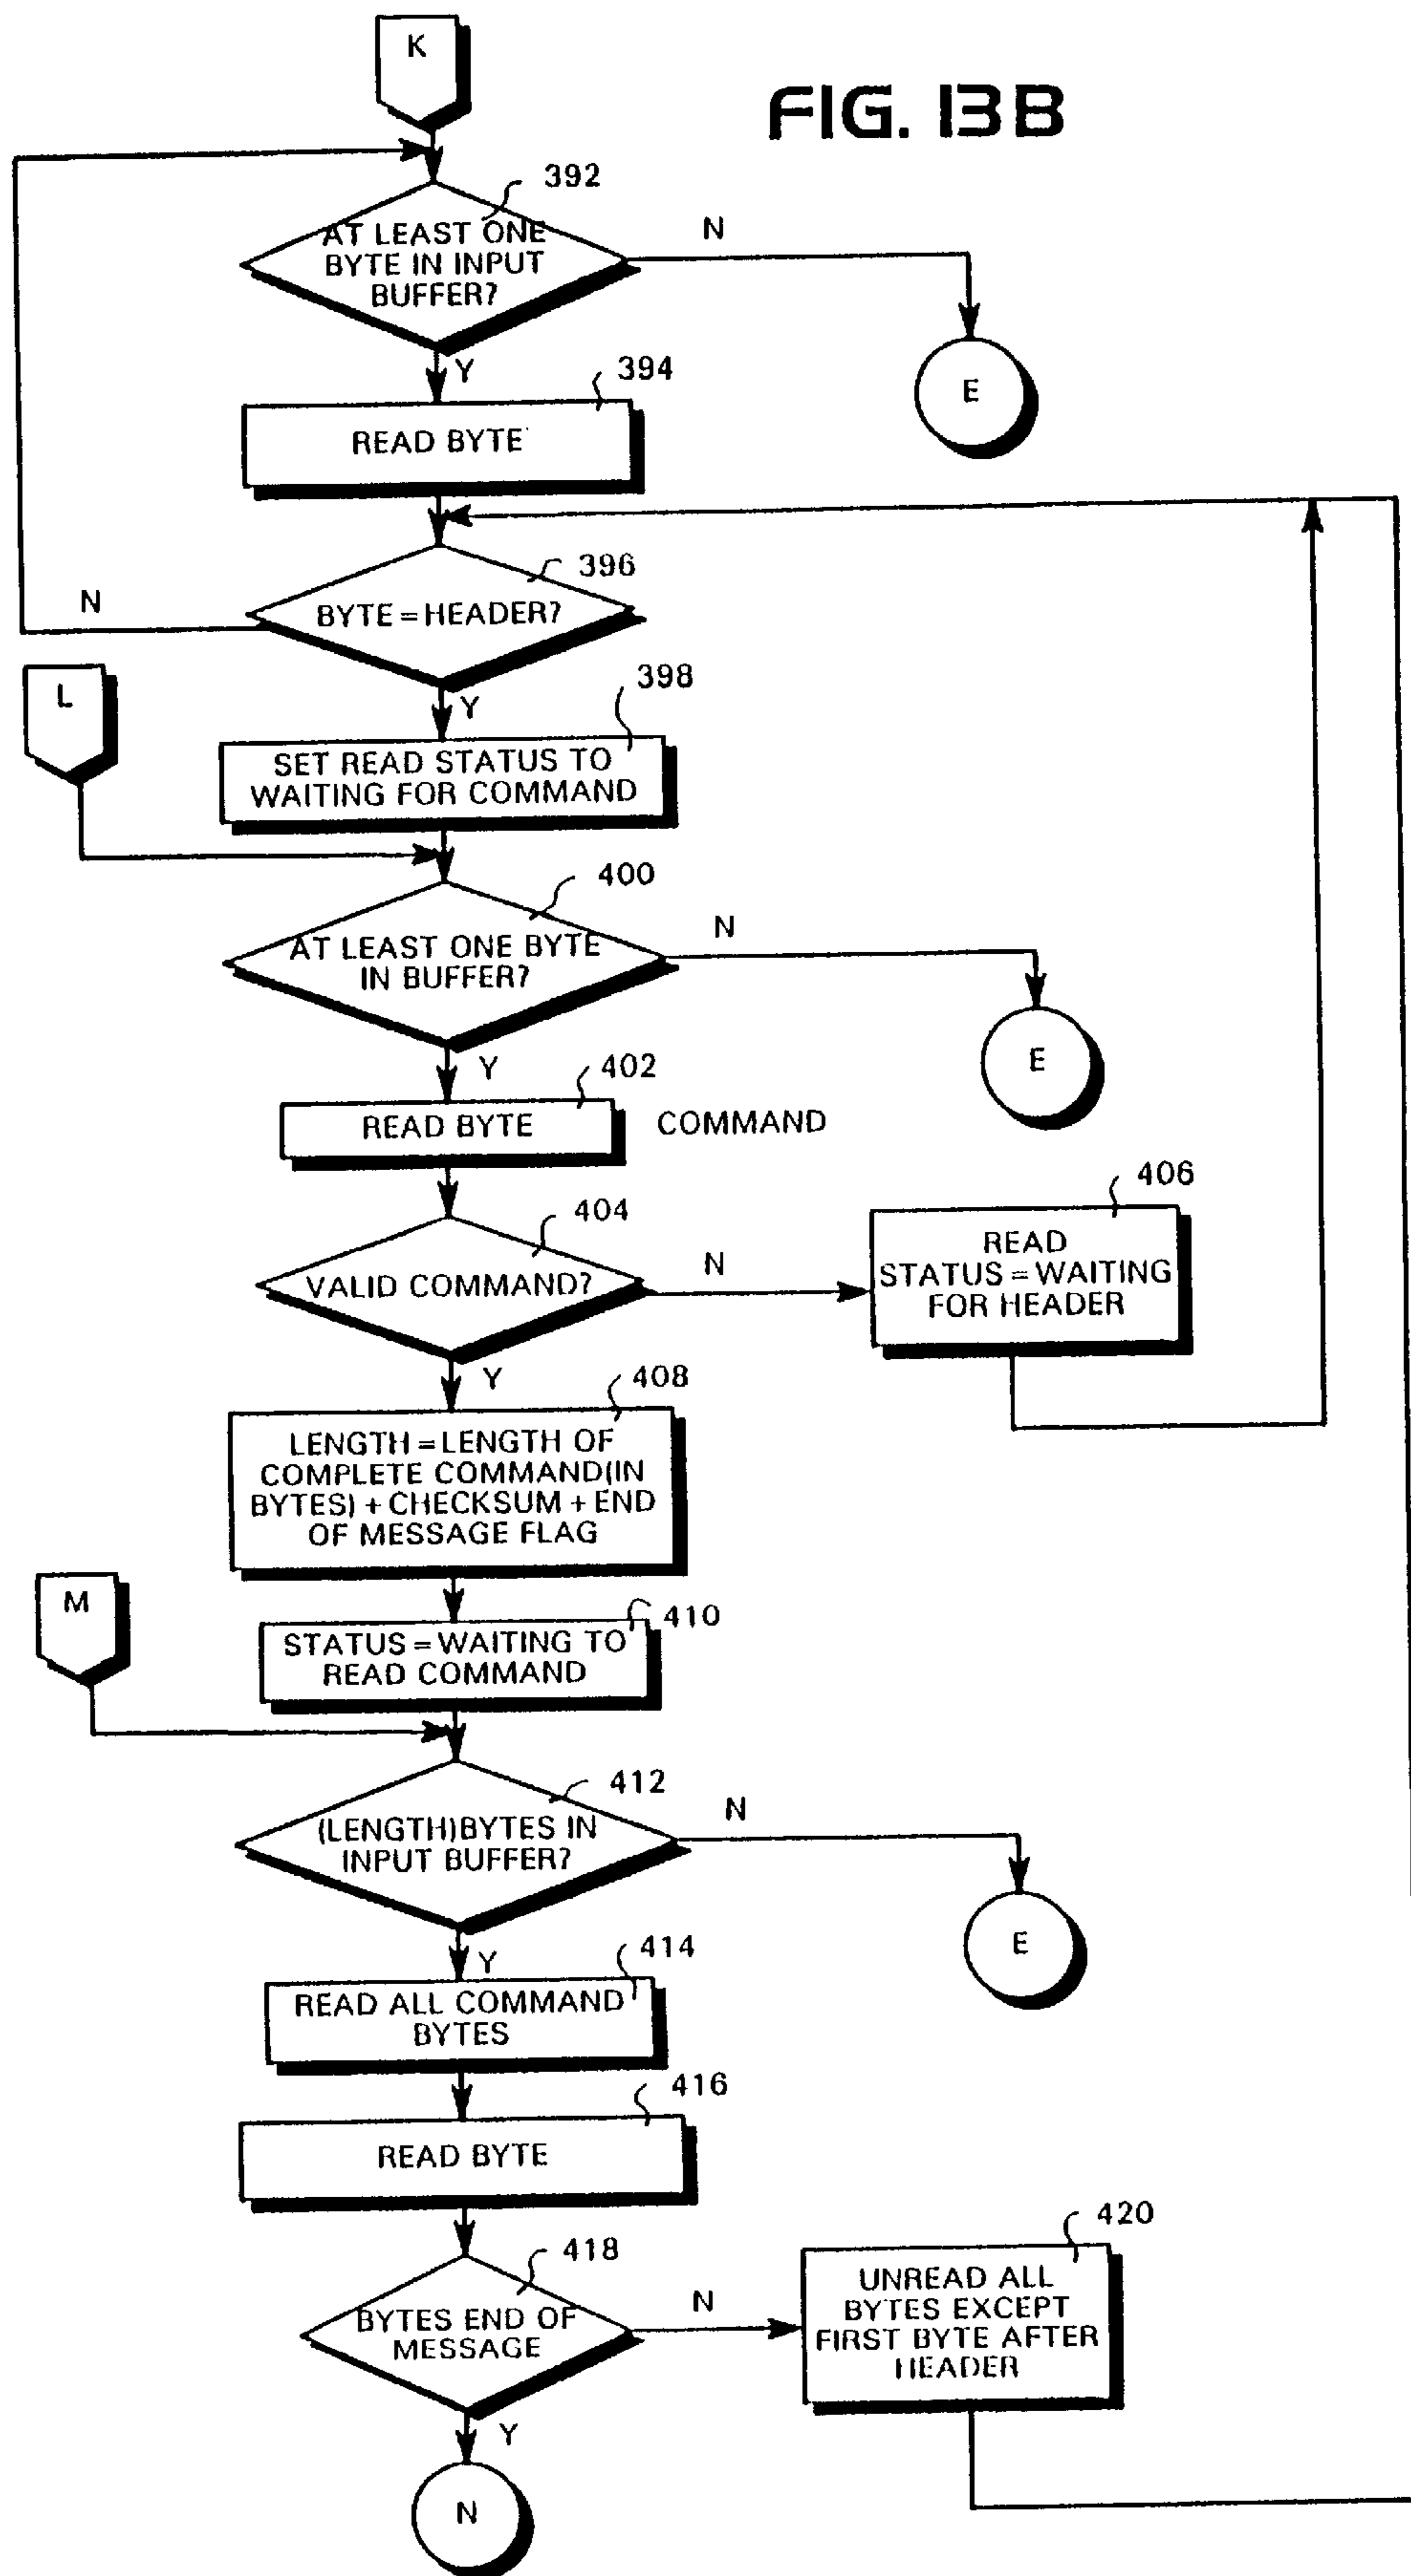 K
FIG. 13B
392
AT LEAST ONE
BYTE IN INPUT
BUFFER?
N
E
Y
394
READ BYTE
396
BYTE = HEADER?
N
Y
L
398
SET READ STATUS TO
WAITING FOR COMMAND
400
AT LEAST ONE BYTE
IN BUFFER?
N
E
Y
402
READ BYTE
COMMAND
404
VALID COMMAND?
N
406
READ
STATUS = WAITING
FOR HEADER
Y
408
LENGTH = LENGTH OF
COMPLETE COMMAND(IN
BYTES) + CHECKSUM + END
OF MESSAGE FLAG
M
410
STATUS = WAITING TO
READ COMMAND
412
(LENGTH)BYTES IN
INPUT BUFFER?
N
E
Y
414
READ ALL COMMAND
BYTES
416
READ BYTE
418
BYTES END OF
MESSAGE
N
420
UNREAD ALL
BYTES EXCEPT
FIRST BYTE AFTER
HEADER
Y
N